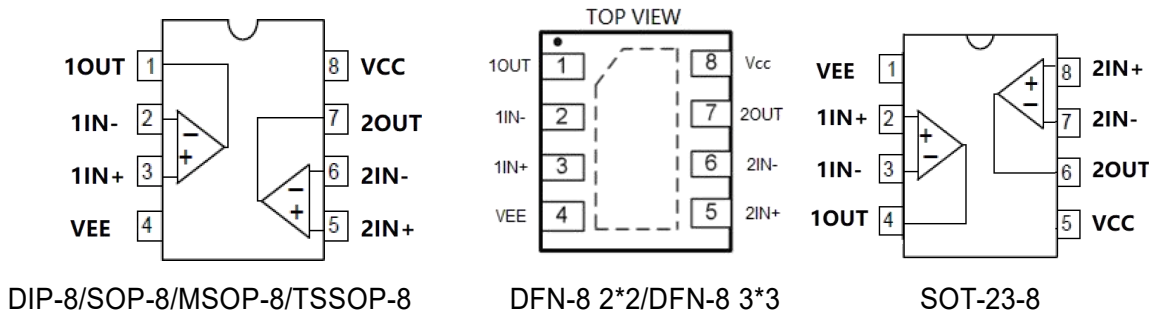 1OUT 1 8 VCC
1IN- 2 7 2OUT
1IN+ 3 6 2IN-
VEE 4 5 2IN+
− + − +
DIP-8/SOP-8/MSOP-8/TSSOP-8
TOP VIEW
1OUT 1 8 Vcc
1IN- 2 7 2OUT
1IN+ 3 6 2IN-
VEE 4 5 2IN+
DFN-8 2*2/DFN-8 3*3
VEE 1 8 2IN+
1IN+ 2 7 2IN-
1IN- 3 6 2OUT
1OUT 4 5 VCC
+ − − +
SOT-23-8